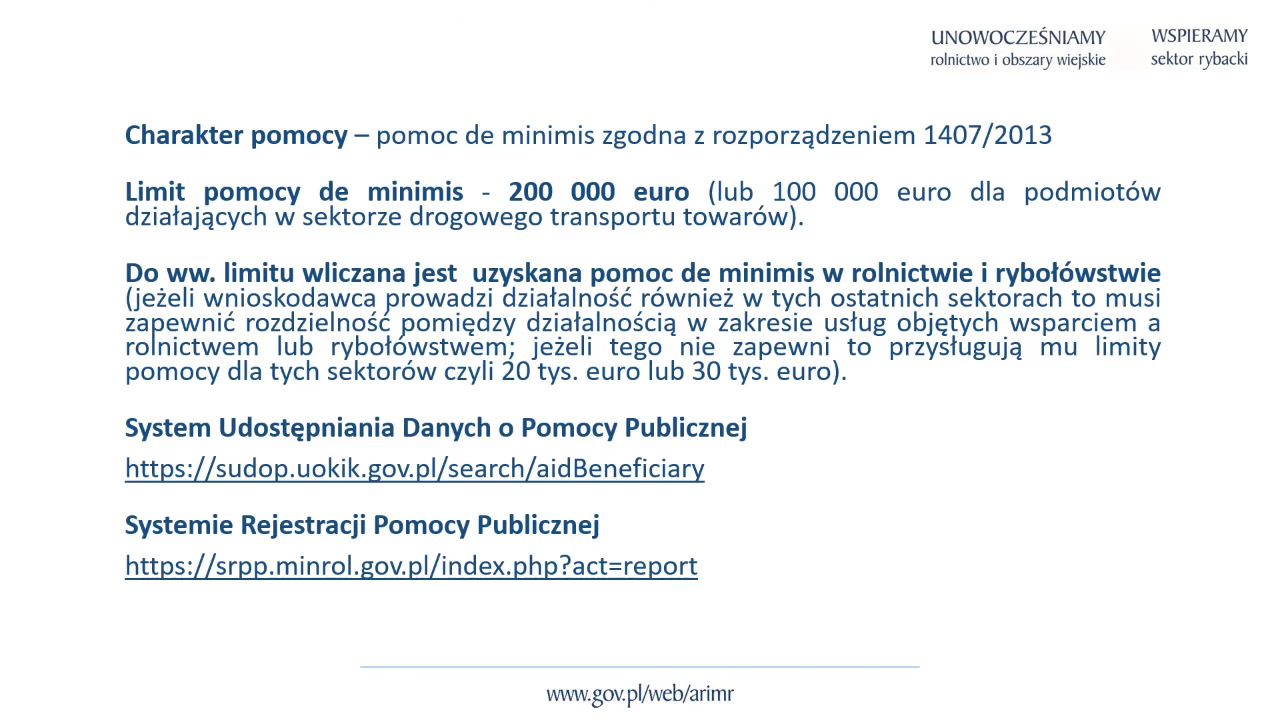 UNOWOCZEŚNIAMY
rolnictwo i obszary wiejskie
WSPIERAMY
sektor rybacki
Charakter pomocy – pomoc de minimis zgodna z rozporządzeniem 1407/2013
Limit pomocy de minimis - 200 000 euro (lub 100 000 euro dla podmiotów
działających w sektorze drogowego transportu towarów).
Do ww. limitu wliczana jest uzyskana pomoc de minimis w rolnictwie i rybołówstwie
(jeżeli wnioskodawca prowadzi działalność również w tych ostatnich sektorach to musi
zapewnić rozdzielność pomiędzy działalnością w zakresie usług objętych wsparciem a
rolnictwem lub rybołówstwem; jeżeli tego nie zapewni to przysługują mu limity
pomocy dla tych sektorów czyli 20 tys. euro lub 30 tys. euro).
System Udostępniania Danych o Pomocy Publicznej
https://sudop.uokik.gov.pl/search/aidBeneficiary
Systemie Rejestracji Pomocy Publicznej
https://srpp.minrol.gov.pl/index.php?act=report
www.gov.pl/web/arimr